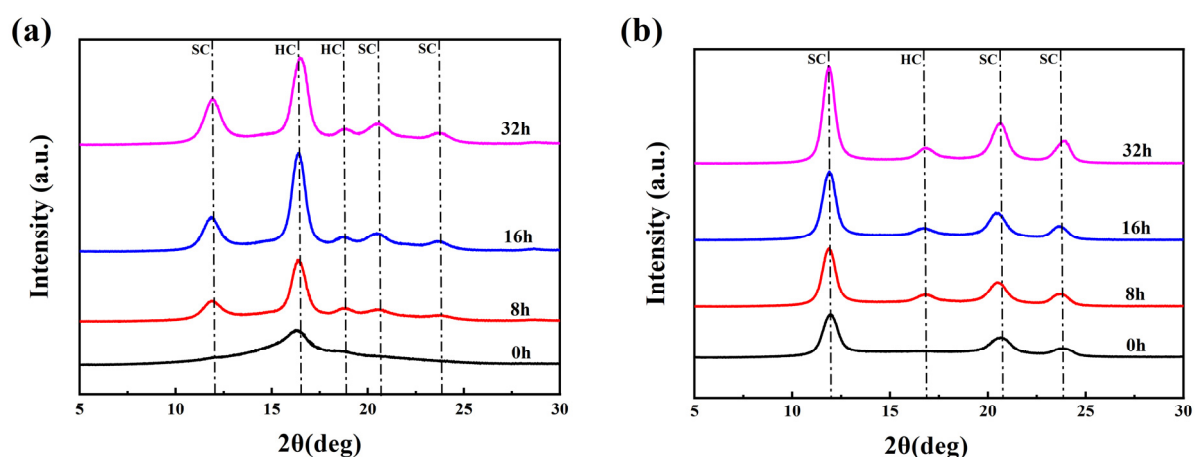 (a)
SC HC HC SC SC
32h
16h
8h
0h
Intensity (a.u.)
5 10 15 20 25 30
2θ(deg)
(b)
SC HC SC SC
32h
16h
8h
0h
Intensity (a.u.)
5 10 15 20 25 30
2θ(deg)